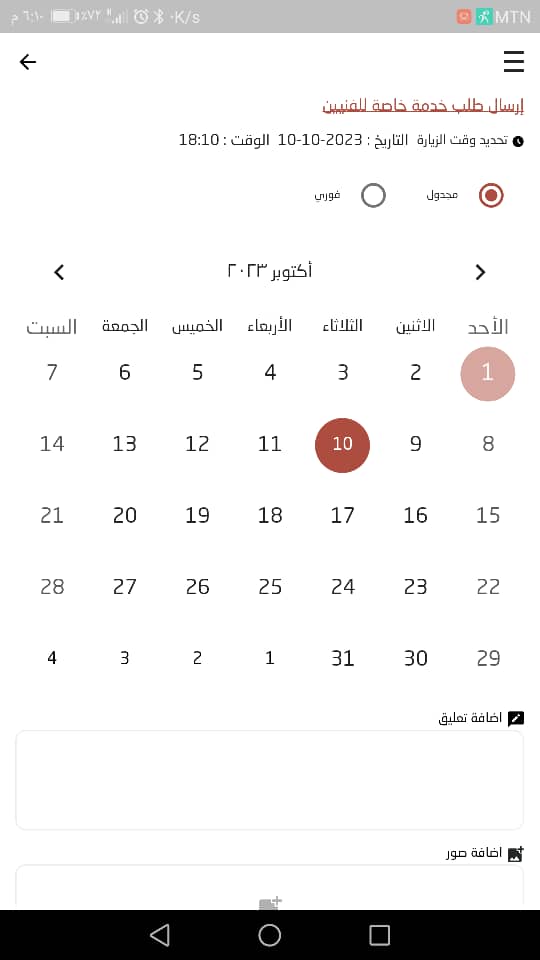 م ٦:١٠ ٪٧٢ K/s MTN
إرسال طلب خدمة خاصة للفنيين
تحديد وقت الزيارة التاريخ : 2023-10-10 الوقت : 18:10
مجدول فوري
أكتوبر ٢٠٢٣
الأحد الاثنين الثلاثاء الأربعاء الخميس الجمعة السبت
1 2 3 4 5 6 7
8 9 10 11 12 13 14
15 16 17 18 19 20 21
22 23 24 25 26 27 28
29 30 31 1 2 3 4
اضافة تعليق
اضافة صور